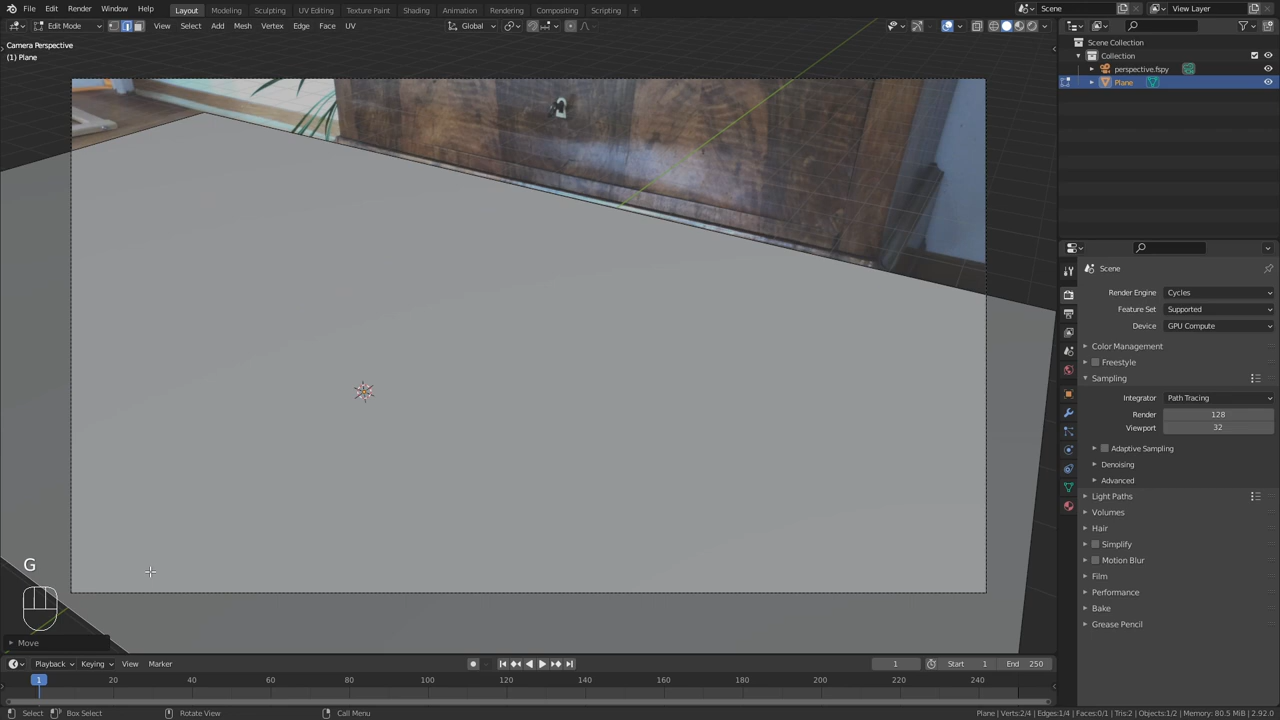 File Edit Render Window Help Layout Modeling Sculpting UV Editing Texture Paint Shading Animation Rendering Compositing Scripting + Scene View Layer
Edit Mode View Select Add Mesh Vertex Edge Face UV Global
Camera Perspective
(1) Plane
Scene Collection
Collection
perspective.fspy
Plane
Scene
Render Engine Cycles
Feature Set Supported
Device GPU Compute
Color Management
Freestyle
Sampling
Integrator Path Tracing
Render 128
Viewport 32
Adaptive Sampling
Denoising
Advanced
Light Paths
Volumes
Hair
Simplify
Motion Blur
Film
Performance
Bake
Grease Pencil
G
Move
Playback Keying View Marker 1 Start 1 End 250
1 20 40 60 80 100 120 140 160 180 200 220 240
Select Box Select Rotate View Call Menu Plane | Verts:2/4 | Edges:1/4 | Faces:0/1 | Tris:2 | Objects:1/2 | Memory: 80.5 MiB | 2.92.0